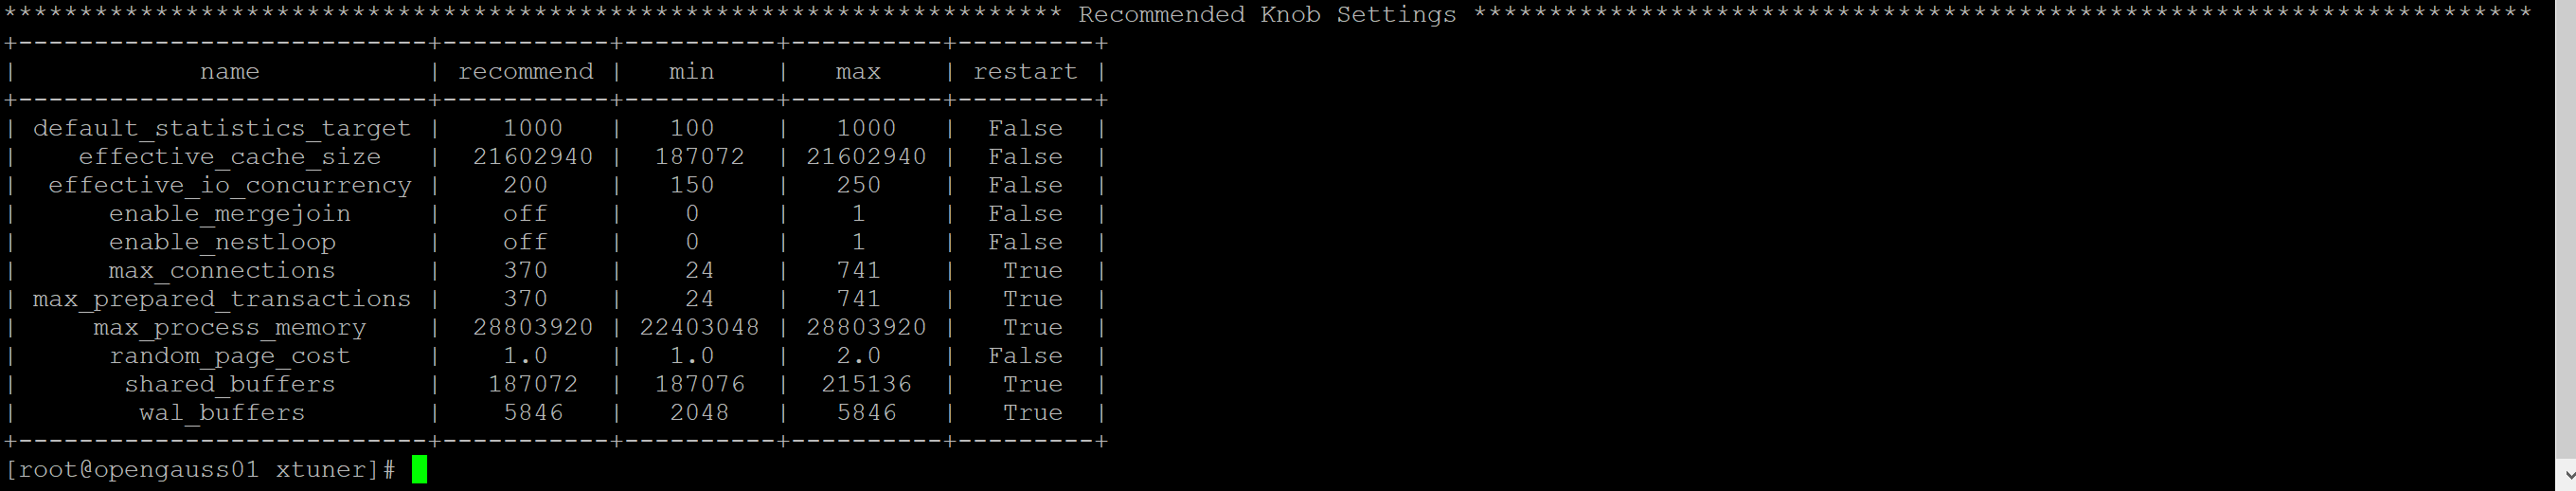 ********************************************************************** Recommended Knob Settings **********************************************************************
+---------------------------+-----------+----------+----------+---------+
|            name           | recommend |   min    |   max    | restart |
+---------------------------+-----------+----------+----------+---------+
| default_statistics_target |    1000   |   100    |   1000   |  False  |
|    effective_cache_size   |  21602940 |  187072  | 21602940 |  False  |
|  effective_io_concurrency |    200    |   150    |   250    |  False  |
|      enable_mergejoin     |    off    |    0     |    1     |  False  |
|      enable_nestloop      |    off    |    0     |    1     |  False  |
|      max_connections      |    370    |    24    |   741    |   True  |
| max_prepared_transactions |    370    |    24    |   741    |   True  |
|     max_process_memory    |  28803920 | 22403048 | 28803920 |   True  |
|      random_page_cost     |    1.0    |   1.0    |   2.0    |  False  |
|       shared_buffers      |   187072  |  187076  |  215136  |   True  |
|        wal_buffers        |    5846   |   2048   |   5846   |   True  |
+---------------------------+-----------+----------+----------+---------+
[root@opengauss01 xtuner]#